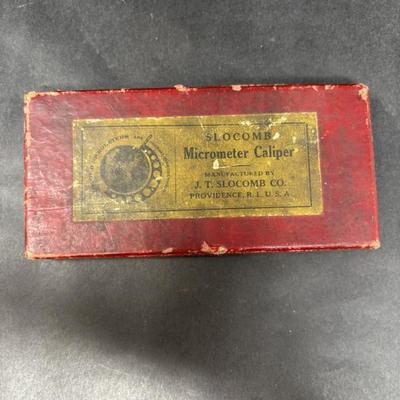 SLOCOMB
Micrometer Caliper
MANUFACTURED BY
J. T. SLOCOMB CO.
PROVIDENCE, R. I., U. S. A.